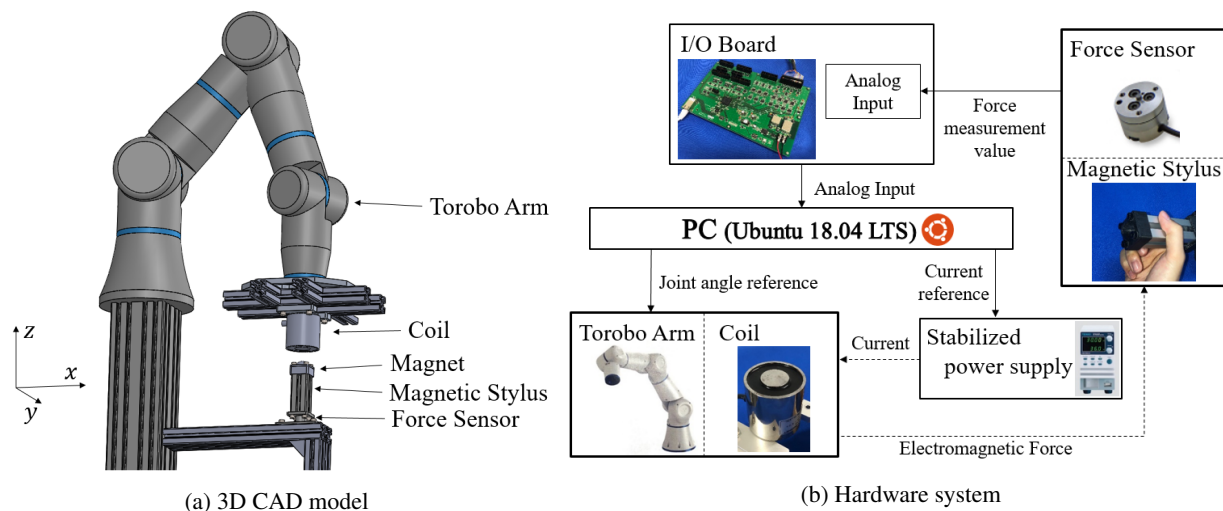 Torobo Arm
Coil
Magnet
Magnetic Stylus
Force Sensor
z
x
y
(a) 3D CAD model
I/O Board
Analog
Input
Force
measurement
value
Force Sensor
Magnetic Stylus
Analog Input
PC (Ubuntu 18.04 LTS)
Joint angle reference
Current
reference
Torobo Arm
Coil
Current
Stabilized
power supply
Electromagnetic Force
(b) Hardware system